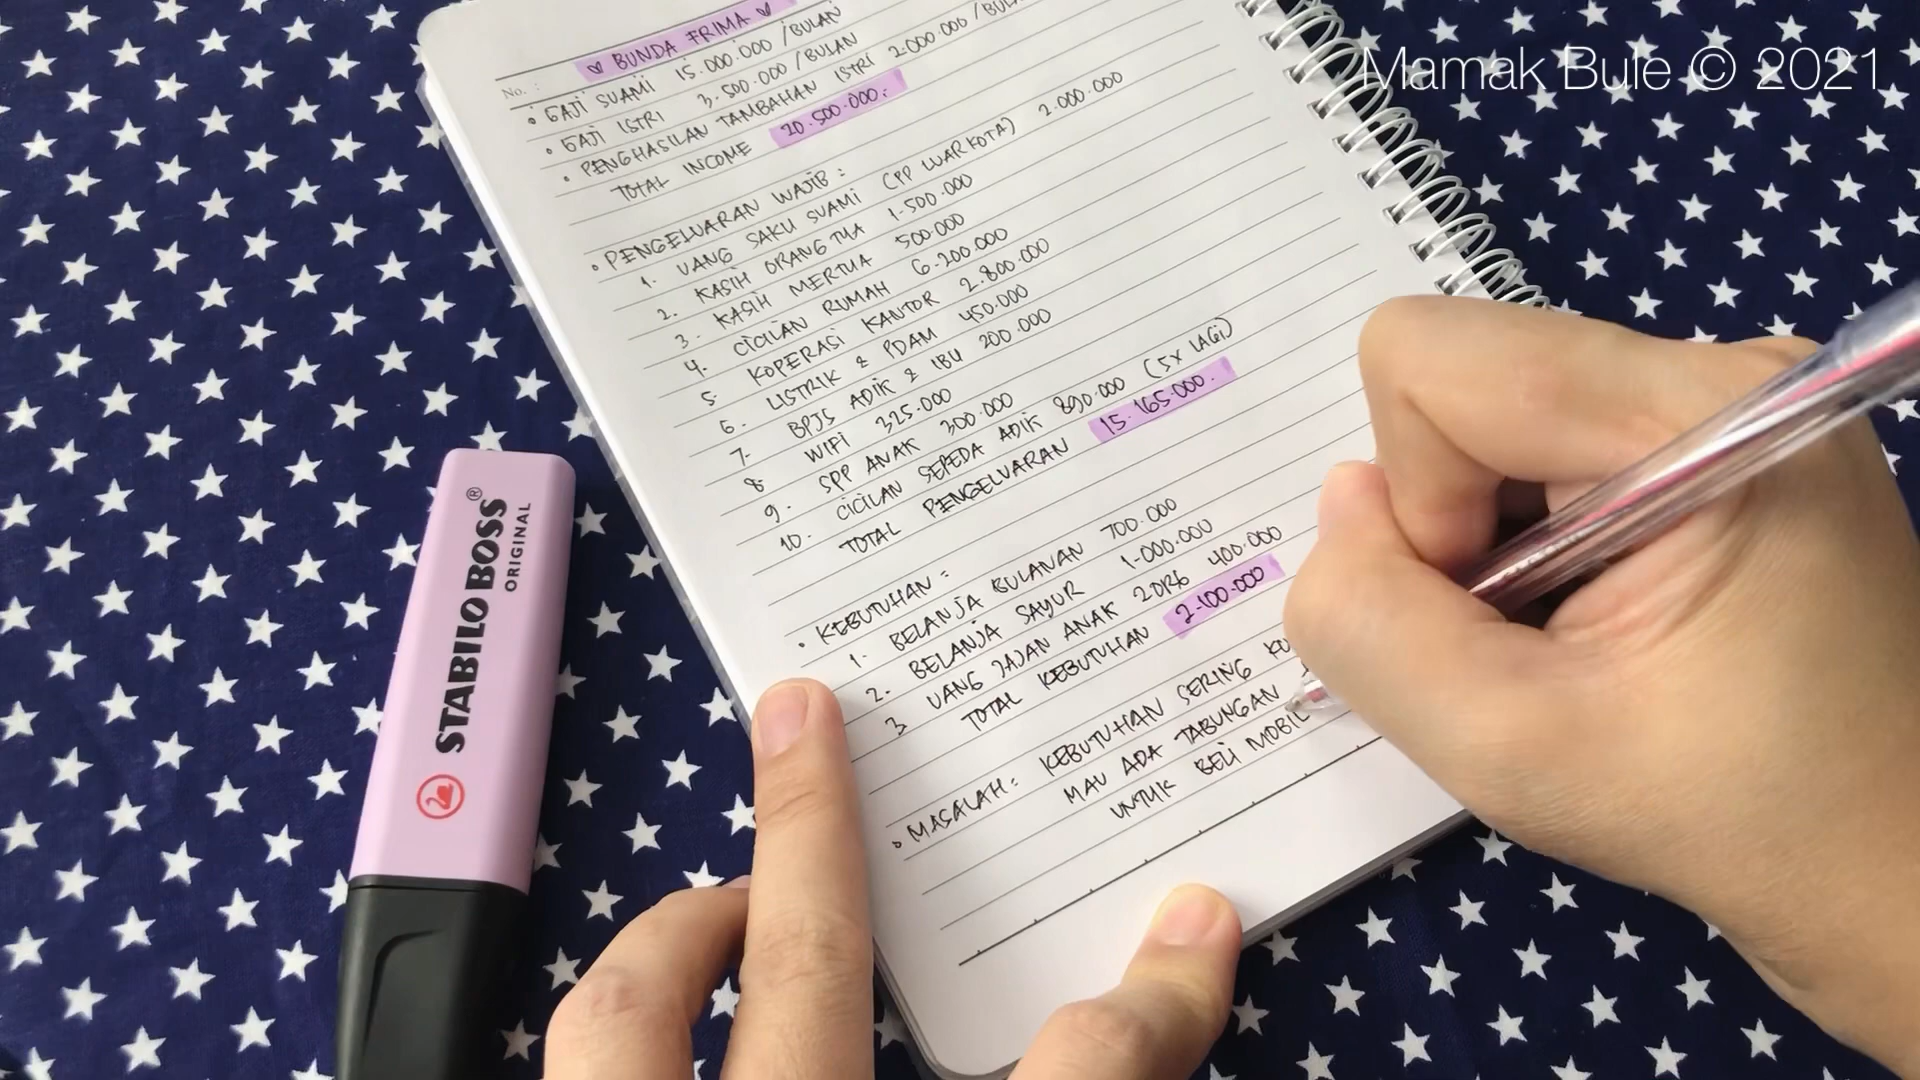 Mamak Bule © 2021
No. :
BUNDA FRIMA
• GAJI SUAMI 15.000.000 /BULAN
• GAJI ISTRI 3.500.000 /BULAN
• PENGHASILAN TAMBAHAN ISTRI 2.000.000 /BULAN
TOTAL INCOME 20.500.000.
• PENGELUARAN WAJIB :
1. UANG SAKU SUAMI (PP LUAR KOTA) 2.000.000
2. KASIH ORANG TUA 1.500.000
3. KASIH MERTUA 500.000
4. CICILAN RUMAH 6.200.000
5 KOPERASI KANTOR 2.800.000
6. LISTRIK & PDAM 450.000
7. BPJS ADIK & IBU 200.000
8 WIFI 325.000
9. SPP ANAK 300.000
10. CICILAN SEPEDA ADIK 890.000 (5X LAGI)
TOTAL PENGELUARAN 15.165.000.
• KEBUTUHAN :
1. BELANJA BULANAN 700.000
2. BELANJA SAYUR 1.000.000
3 UANG JAJAN ANAK 2 ORG 400.000
TOTAL KEBUTUHAN 2.100.000
• MASALAH : KEBUTUHAN SERING
MAU ADA TABUNGAN
UNTUK BELI MOBIL
STABILO BOSS®
ORIGINAL